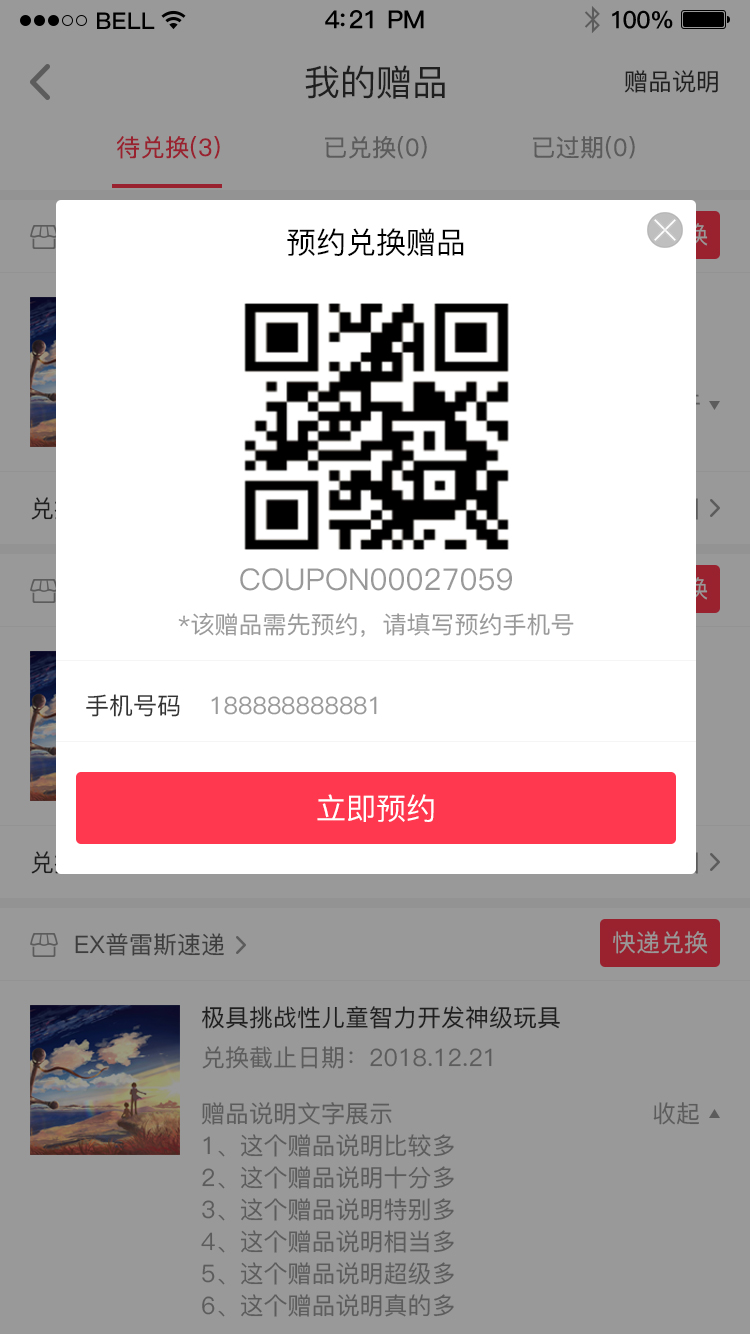 BELL 4:21 PM 100%
我的赠品 赠品说明
待兑换(3) 已兑换(0) 已过期(0)
换
预约兑换赠品
COUPON00027059
*该赠品需先预约，请填写预约手机号
兑
换
手机号码 188888888881
立即预约
兑
EX普雷斯速递 快递兑换
极具挑战性儿童智力开发神级玩具
兑换截止日期：2018.12.21
赠品说明文字展示 收起
1、这个赠品说明比较多
2、这个赠品说明十分多
3、这个赠品说明特别多
4、这个赠品说明相当多
5、这个赠品说明超级多
6、这个赠品说明真的多